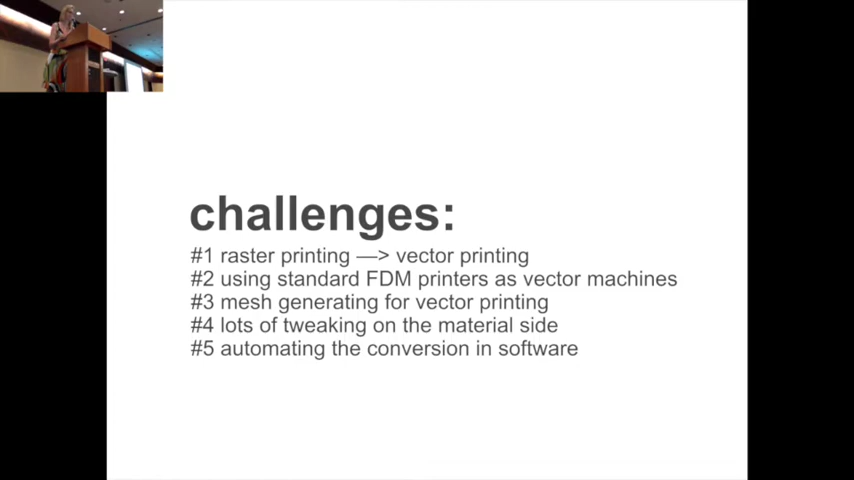 challenges:
#1 raster printing —> vector printing
#2 using standard FDM printers as vector machines
#3 mesh generating for vector printing
#4 lots of tweaking on the material side
#5 automating the conversion in software